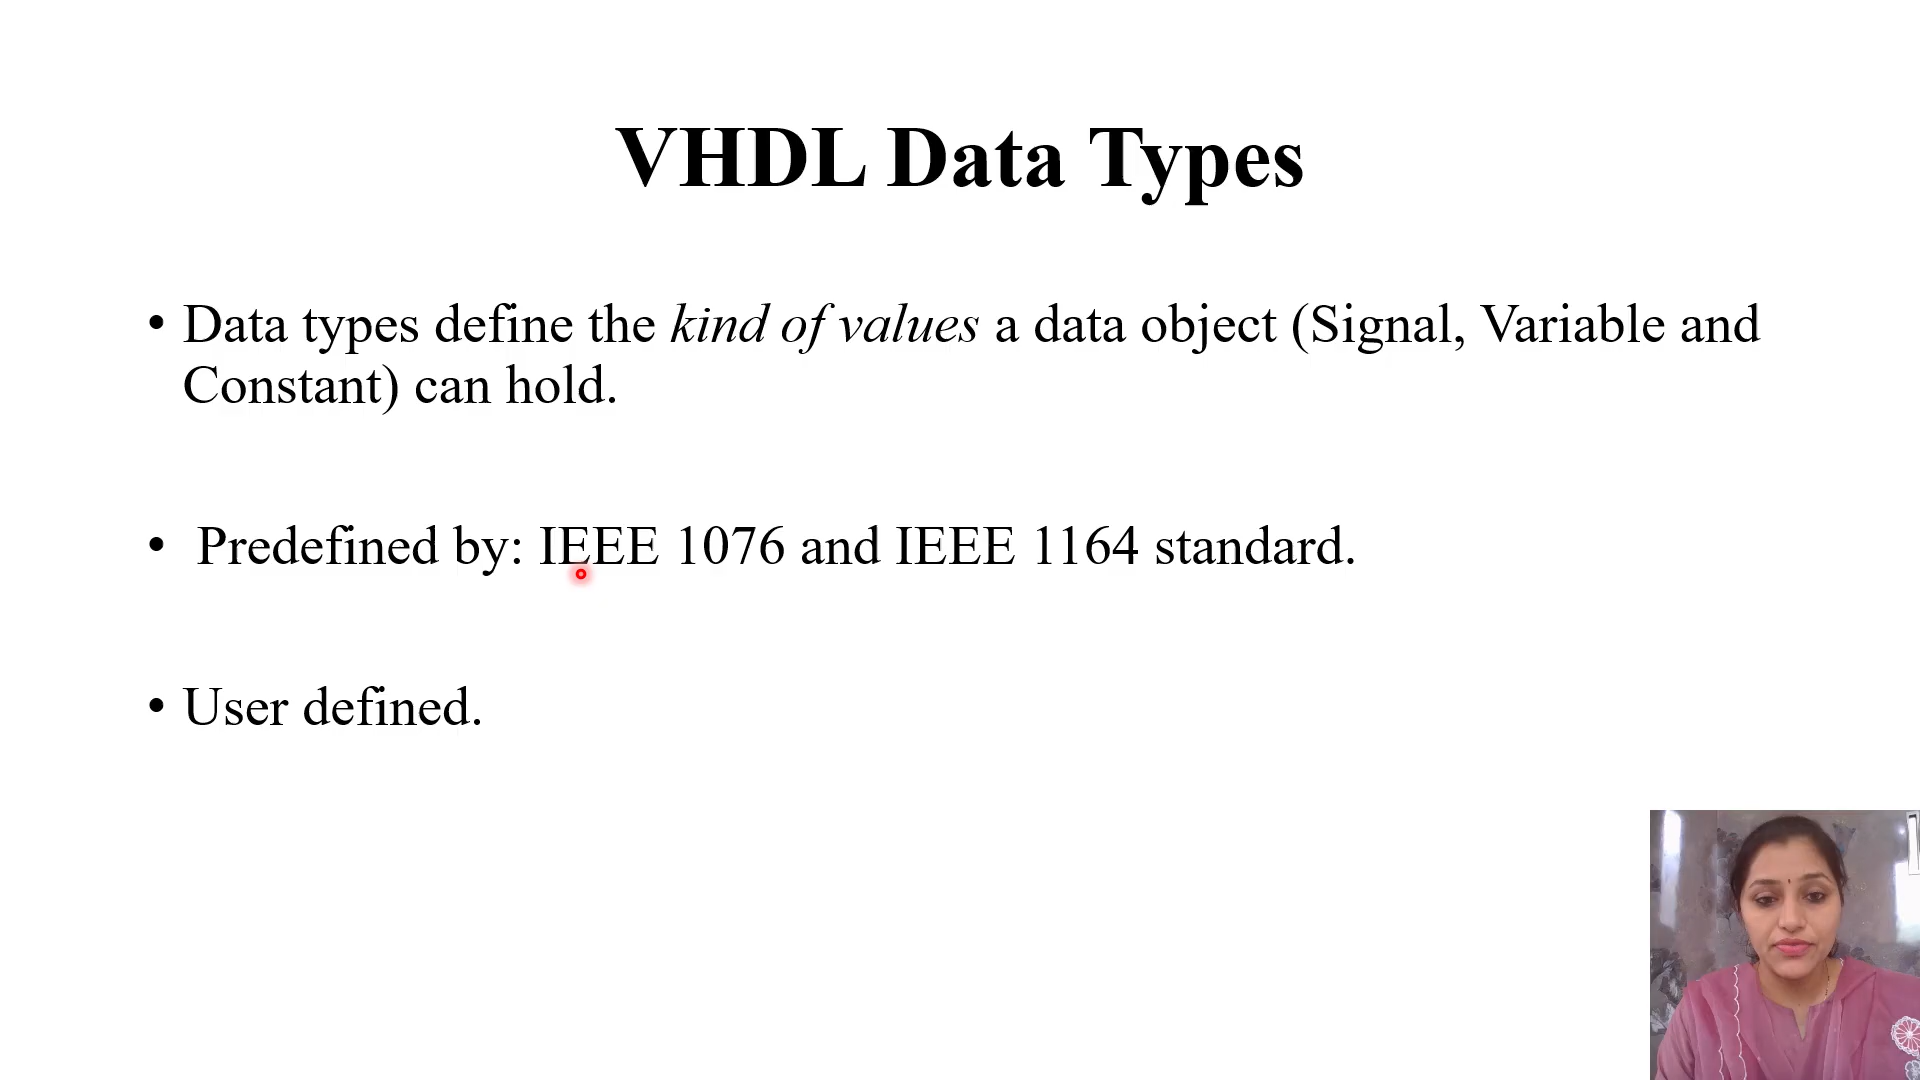 VHDL Data Types
• Data types define the kind of values a data object (Signal, Variable and
Constant) can hold.
• Predefined by: IEEE 1076 and IEEE 1164 standard.
• User defined.